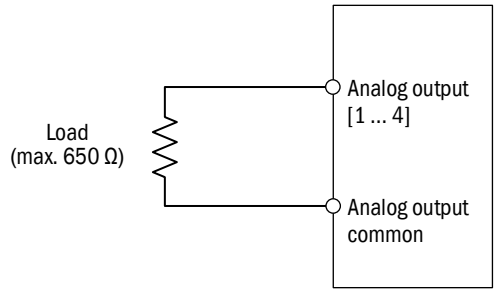 Analog output
[1 ... 4]
Load
(max. 650 Ω)
Analog output
common